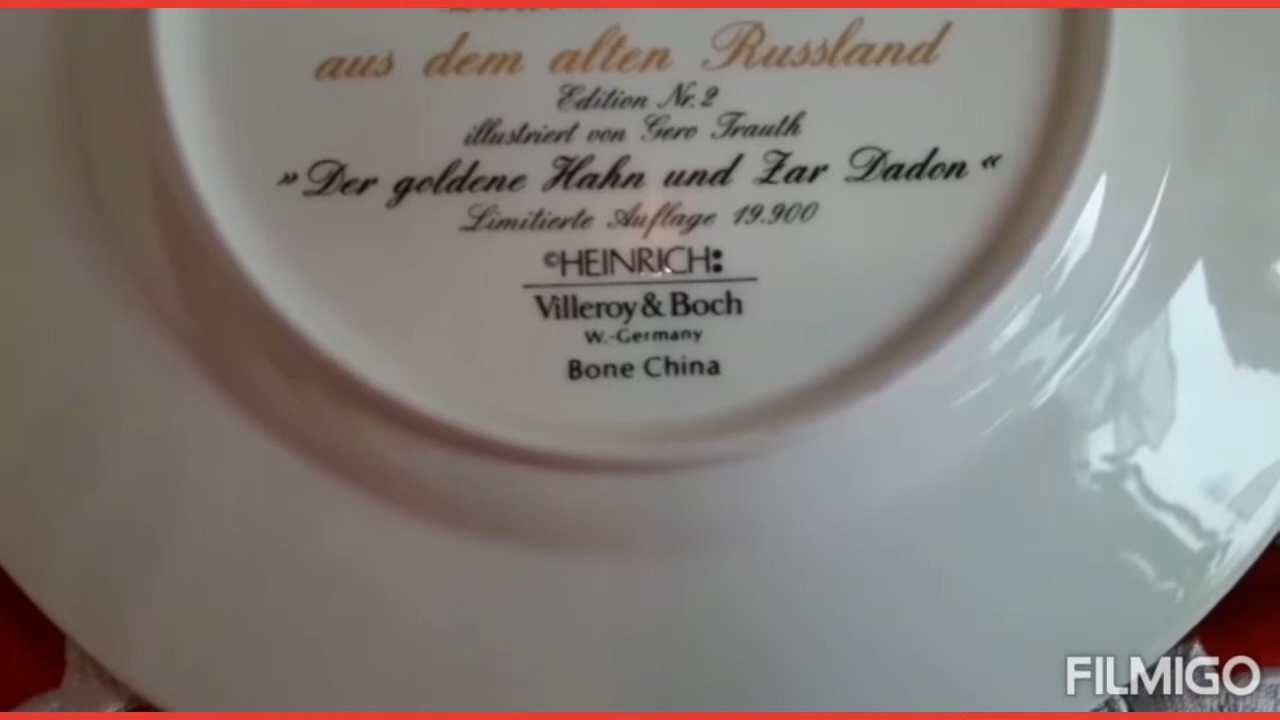 aus dem alten Russland
Edition Nr. 2
illustriert von Gero Trauth
»Der goldene Hahn und Zar Dadon«
Limitierte Auflage 19.900
©HEINRICH:
Villeroy & Boch
W.-Germany
Bone China
FILMIGO